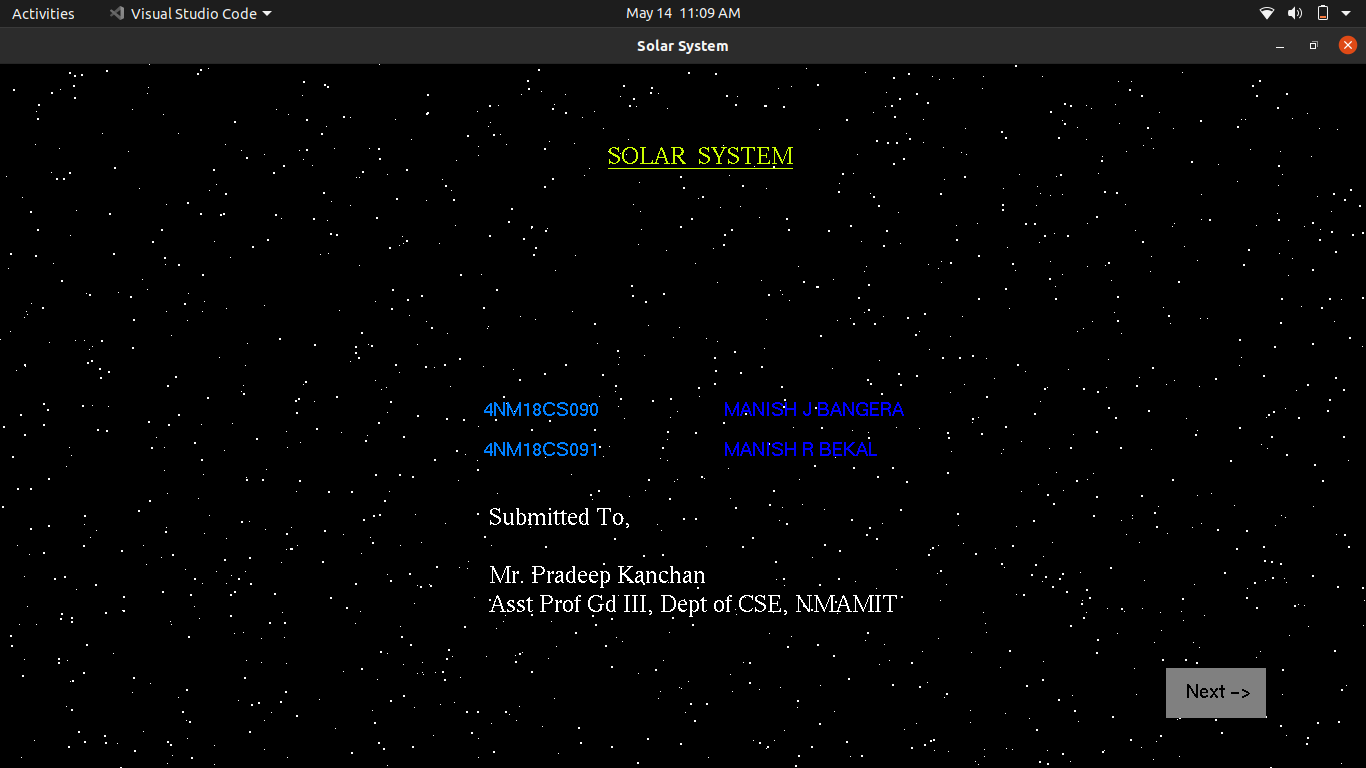 Activities Visual Studio Code May 14 11:09 AM
Solar System
SOLAR SYSTEM
4NM18CS090 MANISH J BANGERA
4NM18CS091 MANISH R BEKAL
Submitted To,
Mr. Pradeep Kanchan
Asst Prof Gd III, Dept of CSE, NMAMIT
Next ->